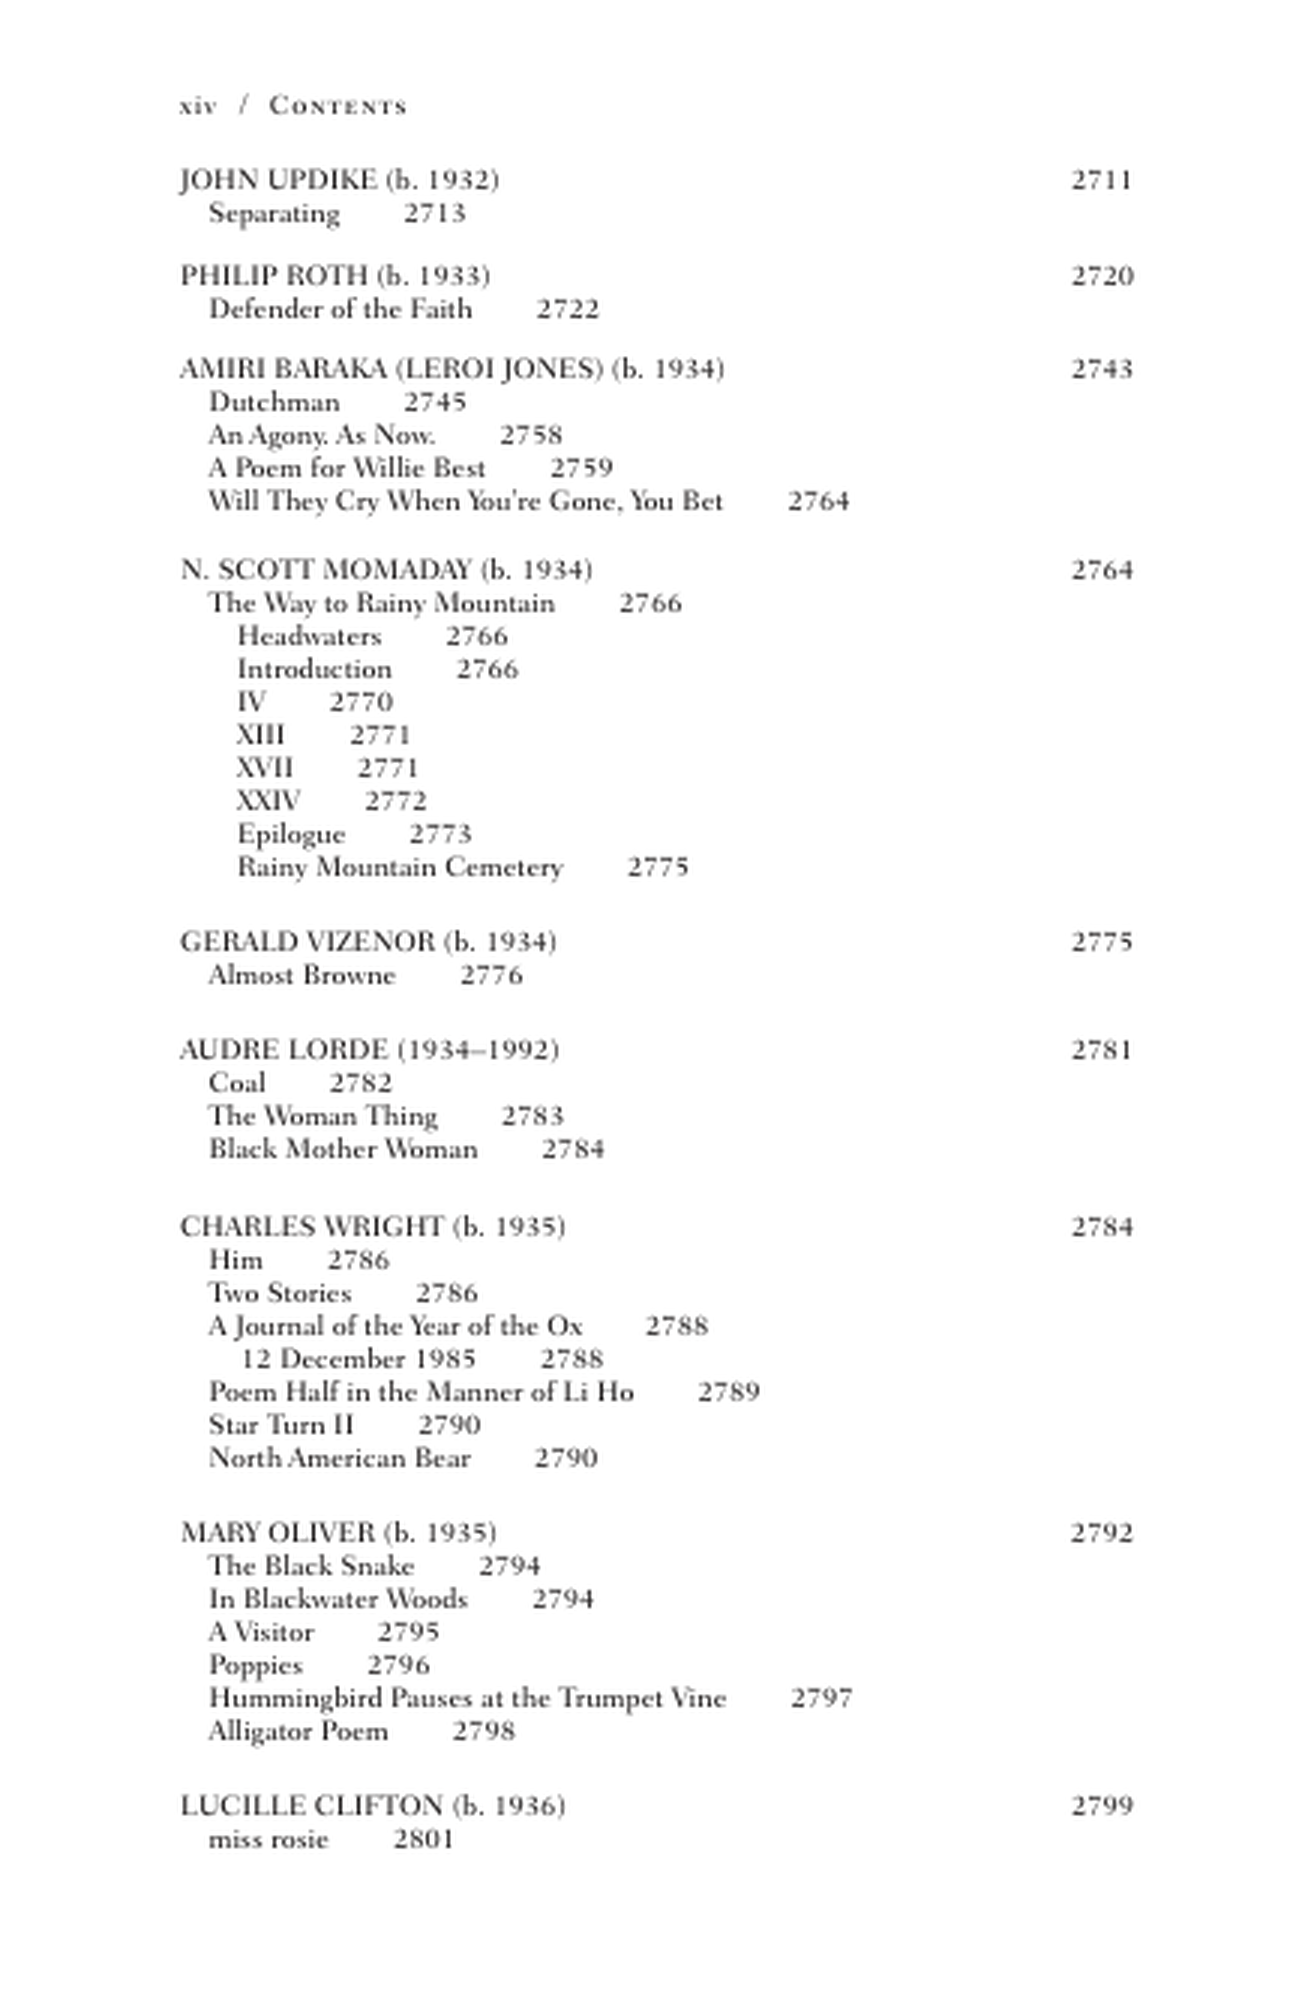 xiv / CONTENTS
JOHN UPDIKE (b. 1932) 2711
Separating 2713
PHILIP ROTH (b. 1933) 2720
Defender of the Faith 2722
AMIRI BARAKA (LEROI JONES) (b. 1934) 2743
Dutchman 2745
An Agony. As Now. 2758
A Poem for Willie Best 2759
Will They Cry When You're Gone, You Bet 2764
N. SCOTT MOMADAY (b. 1934) 2764
The Way to Rainy Mountain 2766
Headwaters 2766
Introduction 2766
IV 2770
XIII 2771
XVII 2771
XXIV 2772
Epilogue 2773
Rainy Mountain Cemetery 2775
GERALD VIZENOR (b. 1934) 2775
Almost Browne 2776
AUDRE LORDE (1934–1992) 2781
Coal 2782
The Woman Thing 2783
Black Mother Woman 2784
CHARLES WRIGHT (b. 1935) 2784
Him 2786
Two Stories 2786
A Journal of the Year of the Ox 2788
12 December 1985 2788
Poem Half in the Manner of Li Ho 2789
Star Turn II 2790
North American Bear 2790
MARY OLIVER (b. 1935) 2792
The Black Snake 2794
In Blackwater Woods 2794
A Visitor 2795
Poppies 2796
Hummingbird Pauses at the Trumpet Vine 2797
Alligator Poem 2798
LUCILLE CLIFTON (b. 1936) 2799
miss rosie 2801